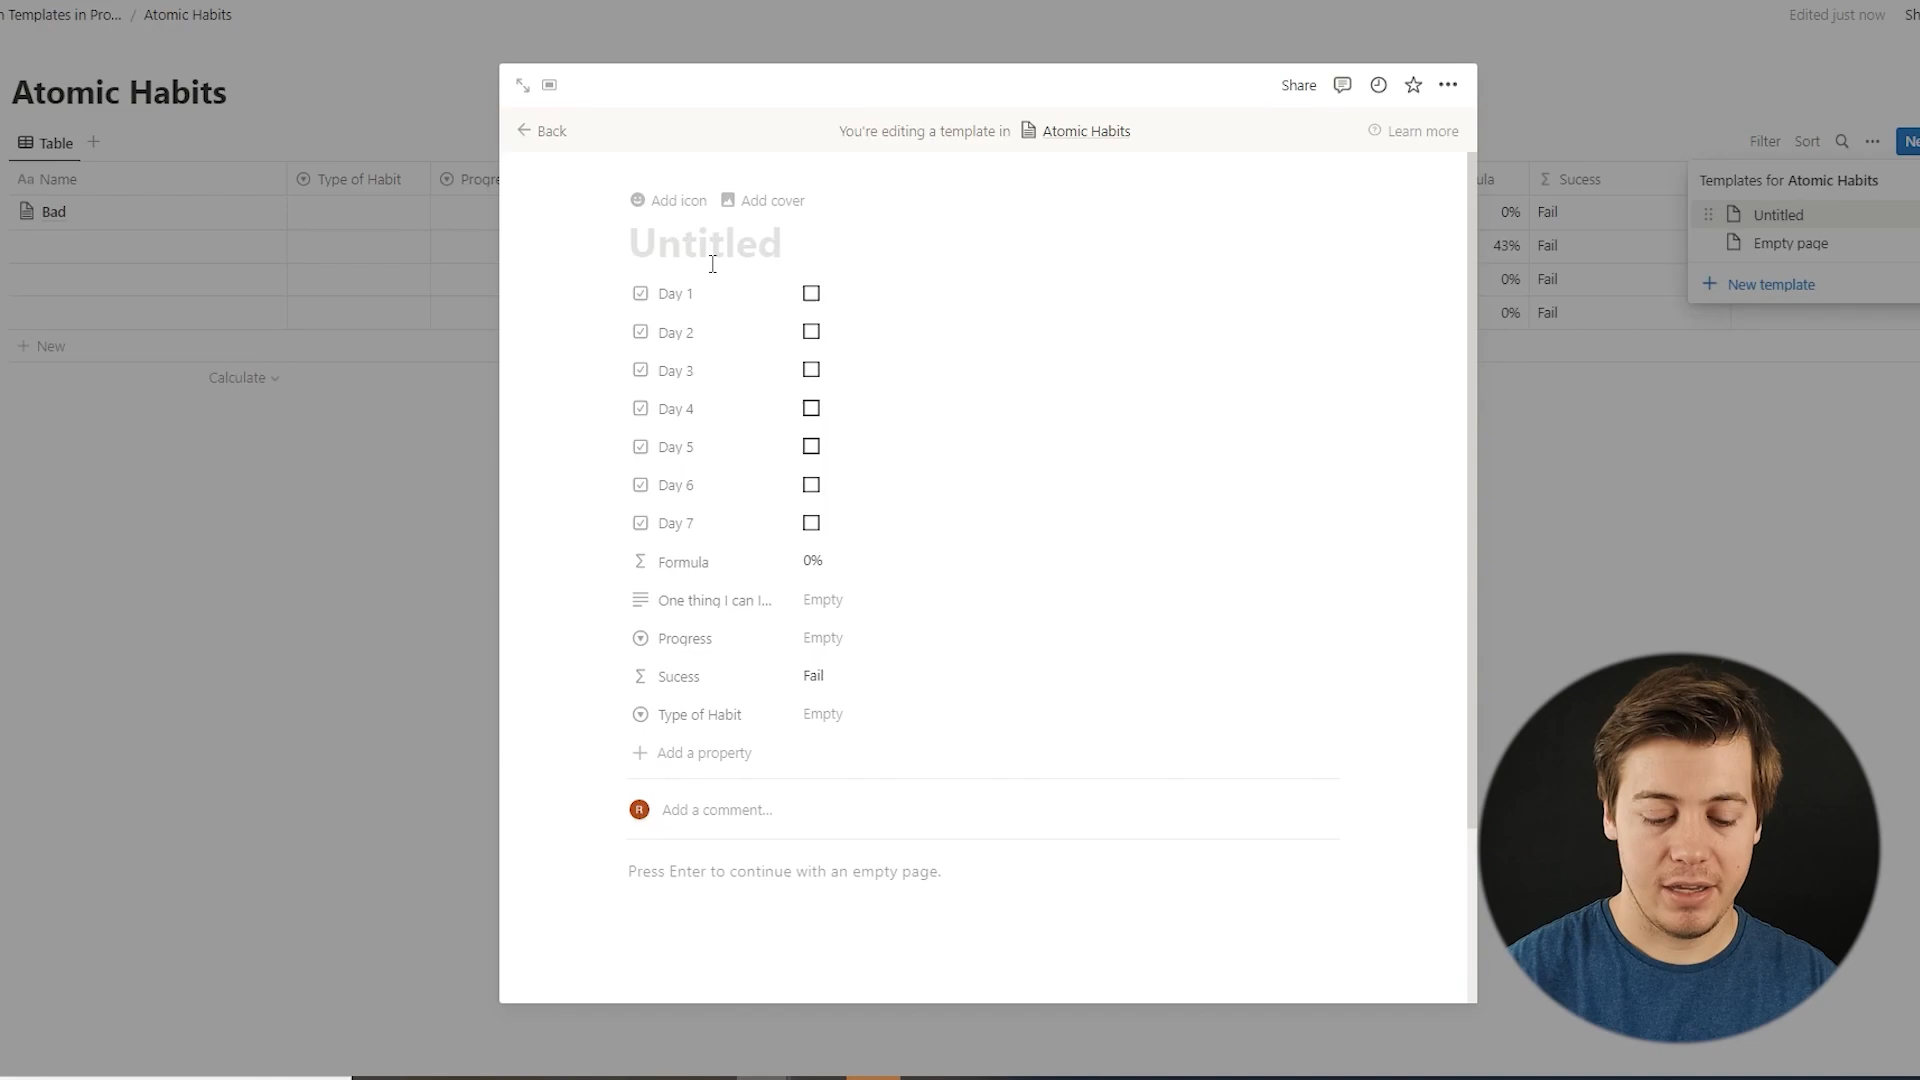 n Templates in Pro... / Atomic Habits
Edited just now
Sh
Atomic Habits
Table
Filter Sort
Ne
Aa Name Type of Habit Progre
ula Sucess
Bad
0% Fail
43% Fail
0% Fail
0% Fail
New
Calculate
Templates for Atomic Habits
Untitled
Empty page
New template
Share
Back You're editing a template in Atomic Habits Learn more
Add icon Add cover
Untitled
Day 1
Day 2
Day 3
Day 4
Day 5
Day 6
Day 7
Formula 0%
One thing I can I... Empty
Progress Empty
Sucess Fail
Type of Habit Empty
Add a property
R Add a comment...
Press Enter to continue with an empty page.